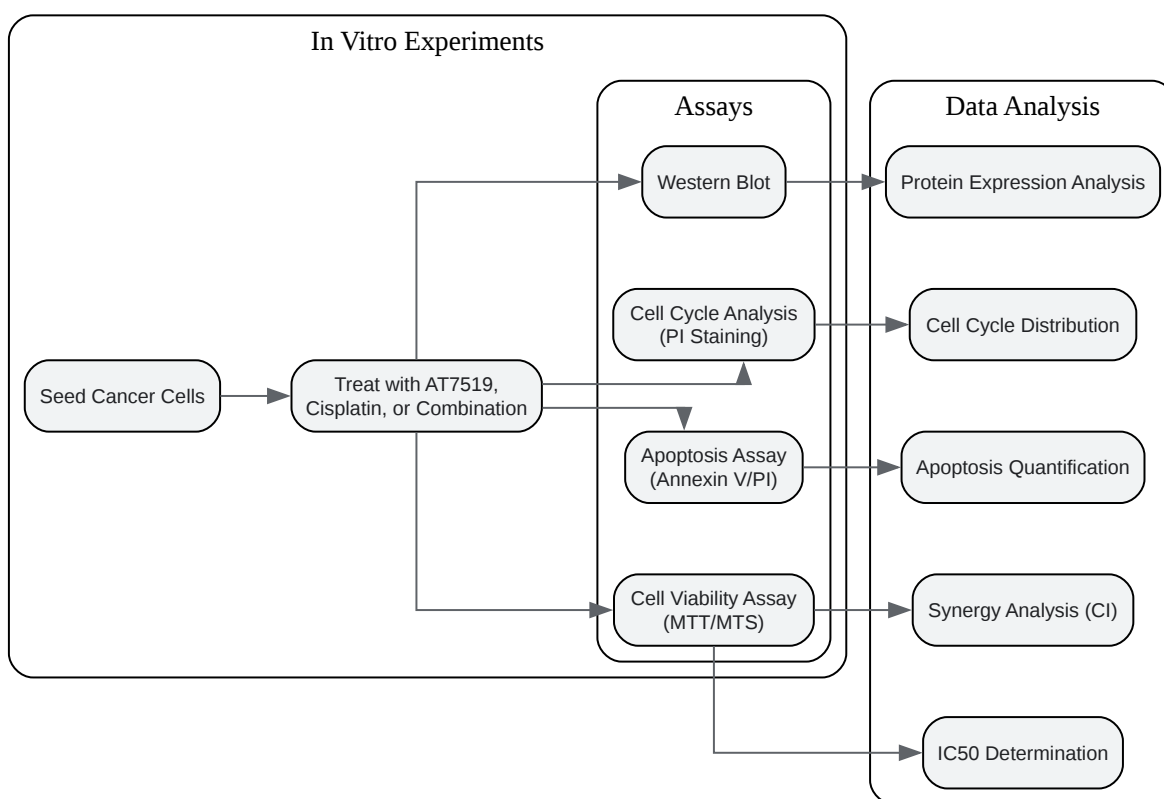 In Vitro Experiments
Assays
Data Analysis
Western Blot
Protein Expression Analysis
Cell Cycle Analysis
(PI Staining)
Cell Cycle Distribution
Seed Cancer Cells
Treat with AT7519,
Cisplatin, or Combination
Apoptosis Assay
(Annexin V/PI)
Apoptosis Quantification
Cell Viability Assay
(MTT/MTS)
Synergy Analysis (CI)
IC50 Determination